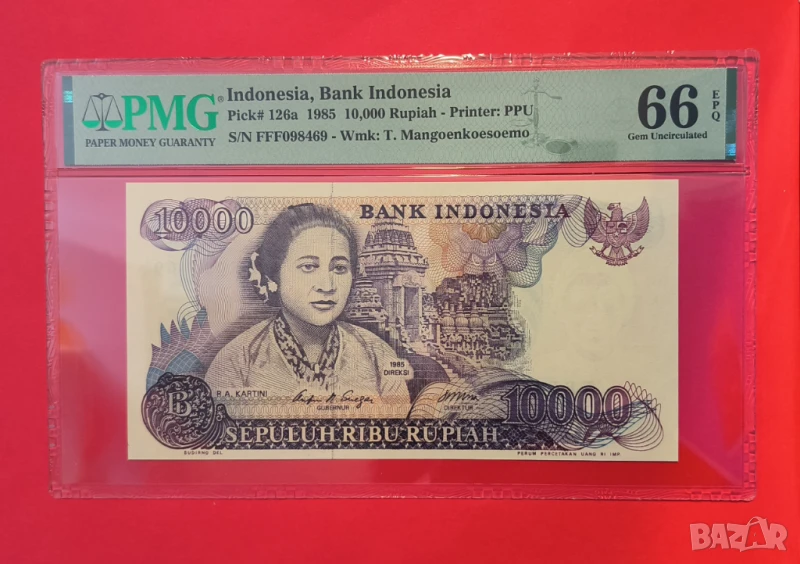 PMG®
PAPER MONEY GUARANTY
Indonesia, Bank Indonesia
Pick# 126a 1985 10,000 Rupiah - Printer: PPU
S/N FFF098469 - Wmk: T. Mangoenkoesoemo
66 EPQ
Gem Uncirculated
10000
BANK INDONESIA
1985
DIREKSI
R.A. KARTINI
GUBERNUR
DIREKTUR
B
10000
SEPULUH RIBU RUPIAH
SUDIRNO DEL.
PERUM PERCETAKAN UANG RI IMP.
BAZAR